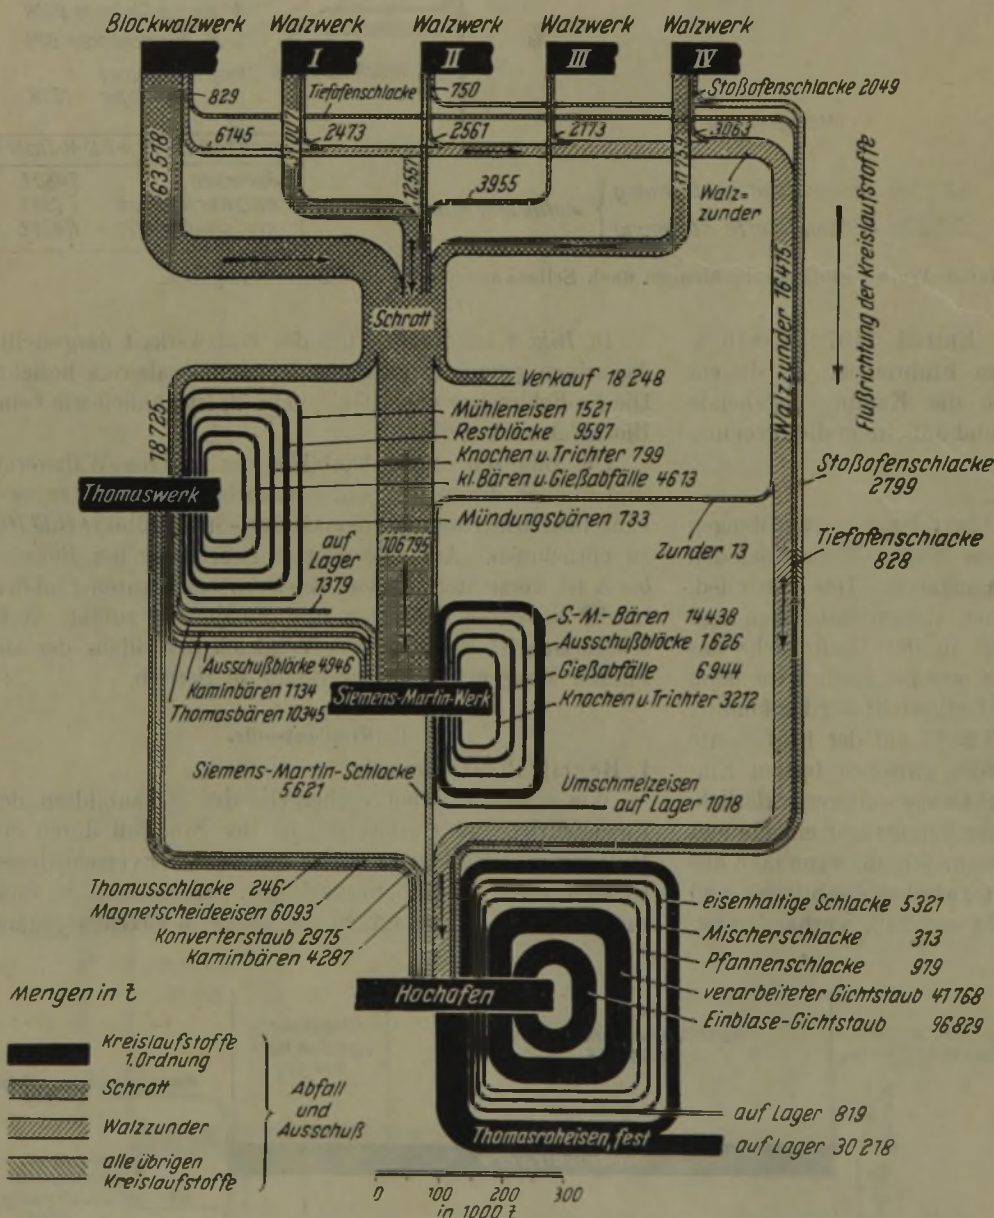 Blockwalzwerk
Walzwerk
Walzwerk
Walzwerk
Walzwerk
I
II
III
IV
829
Tiefofenschlacke
750
Stoßofenschlacke 2049
6145
2473
2561
2173
3063
63518
12557
3955
17759
Walz-
zunder
Walzzunder 16415
Flußrichtung der Kreislaufstoffe
Schrott
Verkauf 18 248
18 725
Mühleneisen 1521
Restblöcke 9597
Knochen u. Trichter 799
kl. Bären u. Gießabfälle 4613
Mündungsbären 733
Thomaswerk
Stoßofenschlacke
2799
auf
Lager
1379
106 795
Zunder 13
Tiefofenschlacke
828
S.-M.-Bären 14438
Ausschußblöcke 1626
Gießabfälle 6944
Knochen u. Trichter 3212
Ausschußblöcke 4946
Kaminbären 1134
Thomasbären 10345
Siemens-Martin-Werk
Siemens-Martin-Schlacke
5621
Umschmelzeisen
auf Lager 1018
Thomasschlacke 246
Magnetscheideeisen 6093
Konverterstaub 2975
Kaminbären 4287
eisenhaltige Schlacke 5321
Mischerschlacke 313
Pfannenschlacke 979
verarbeiteter Gichtstaub 47768
Einblase-Gichtstaub 96829
Hochofen
Mengen in t
Kreislaufstoffe
1. Ordnung
Schrott
Walzzunder
alle übrigen
Kreislaufstoffe
Abfall
und
Ausschuß
auf Lager 819
Thomasroheisen, fest
auf Lager 30 218
0 100 200 300
in 1000 t